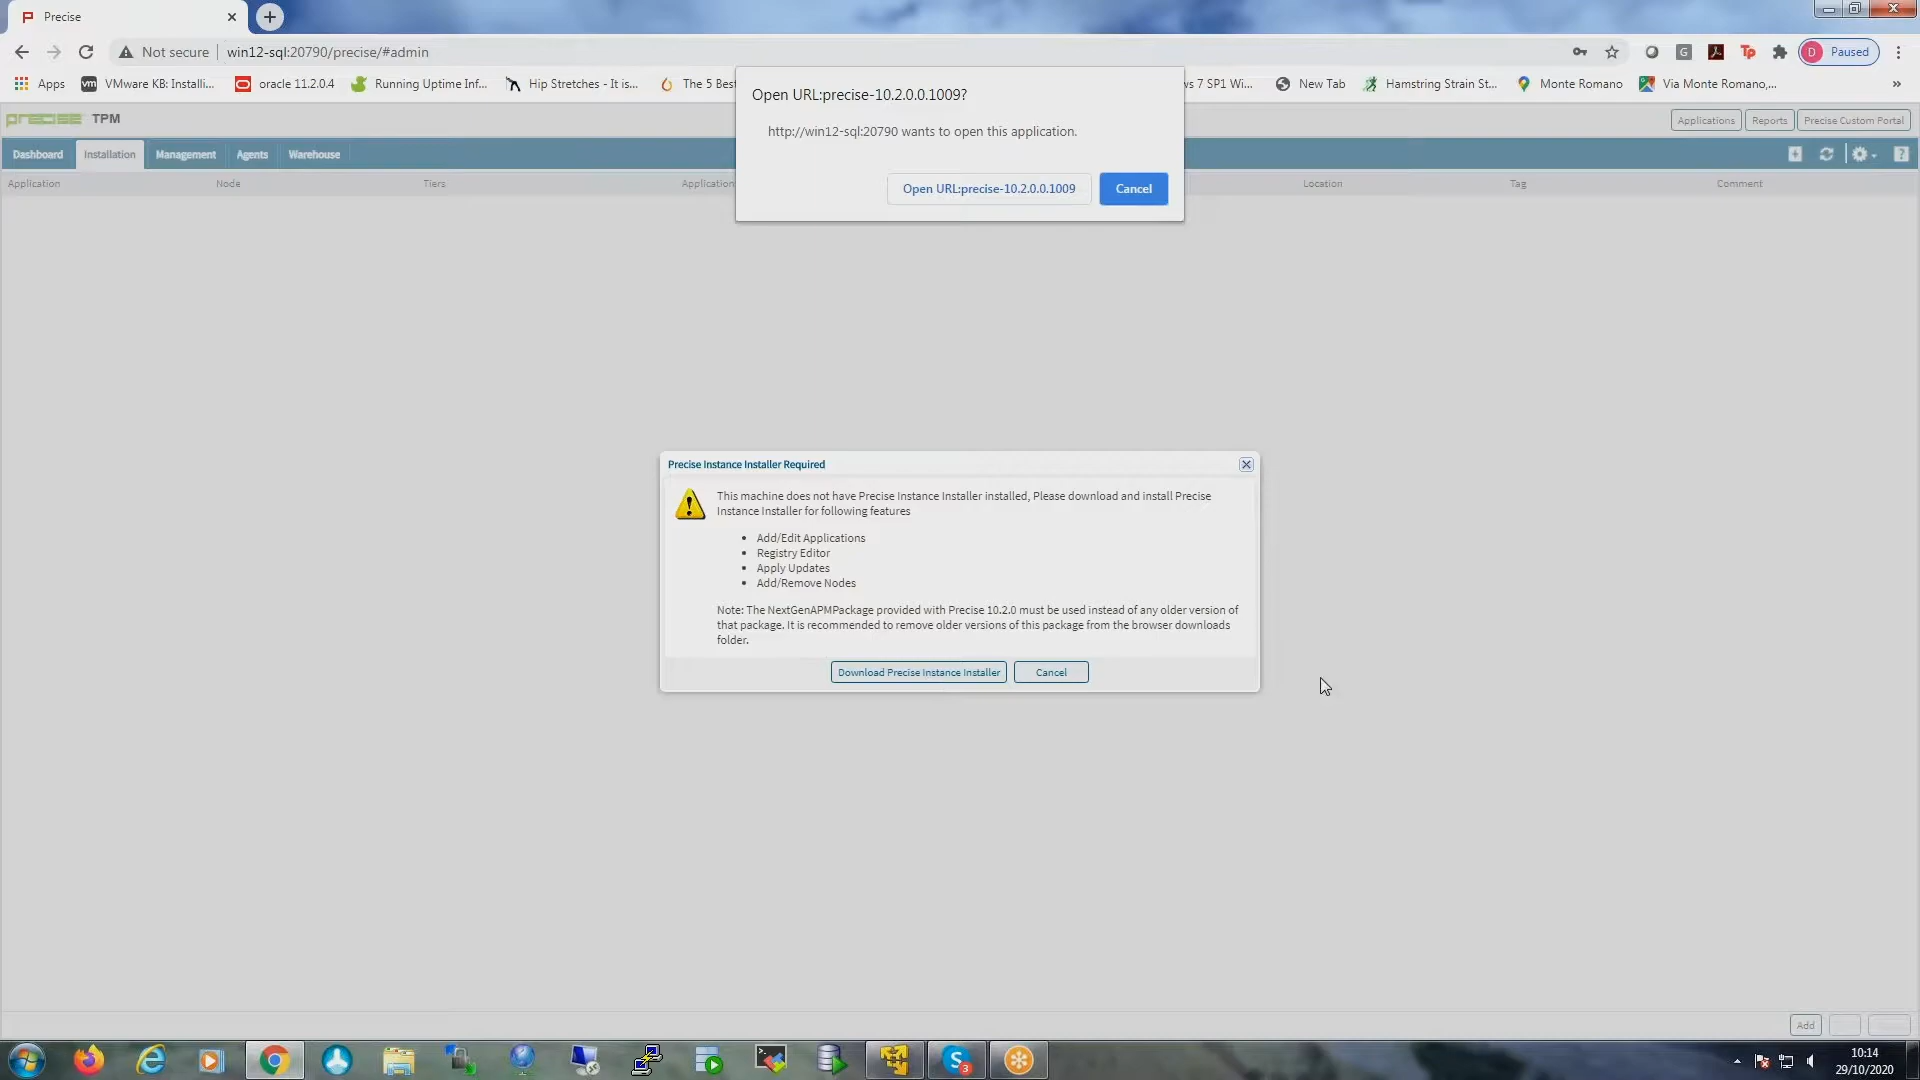 Precise
Not secure
win12-sql:20790/precise/#admin
Paused
Apps
VMware KB: Installi...
oracle 11.2.0.4
Running Uptime Inf...
Hip Stretches - It is...
The 5 Best
ws 7 SP1 Wi...
New Tab
Hamstring Strain St...
Monte Romano
Via Monte Romano,...
Open URL:precise-10.2.0.0.1009?
http://win12-sql:20790 wants to open this application.
Open URL:precise-10.2.0.0.1009
Cancel
precise TPM
Applications
Reports
Precise Custom Portal
Dashboard
Installation
Management
Agents
Warehouse
Application
Node
Tiers
Application
Location
Tag
Comment
Precise Instance Installer Required
This machine does not have Precise Instance Installer installed, Please download and install Precise
Instance Installer for following features
• Add/Edit Applications
• Registry Editor
• Apply Updates
• Add/Remove Nodes
Note: The NextGenAPMPackage provided with Precise 10.2.0 must be used instead of any older version of
that package. It is recommended to remove older versions of this package from the browser downloads
folder.
Download Precise Instance Installer
Cancel
Add
10:14
29/10/2020